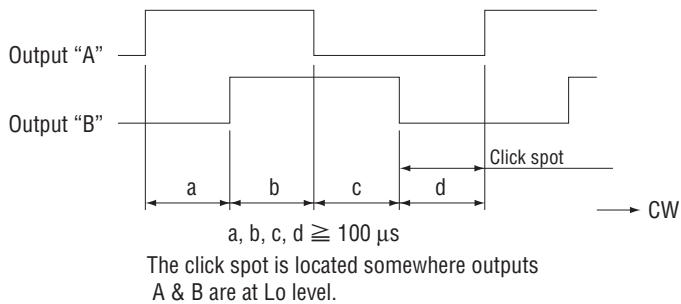 Output “A”
Output “B”
Click spot
a b c d
CW
a, b, c, d ≧ 100 μs
The click spot is located somewhere outputs
A & B are at Lo level.